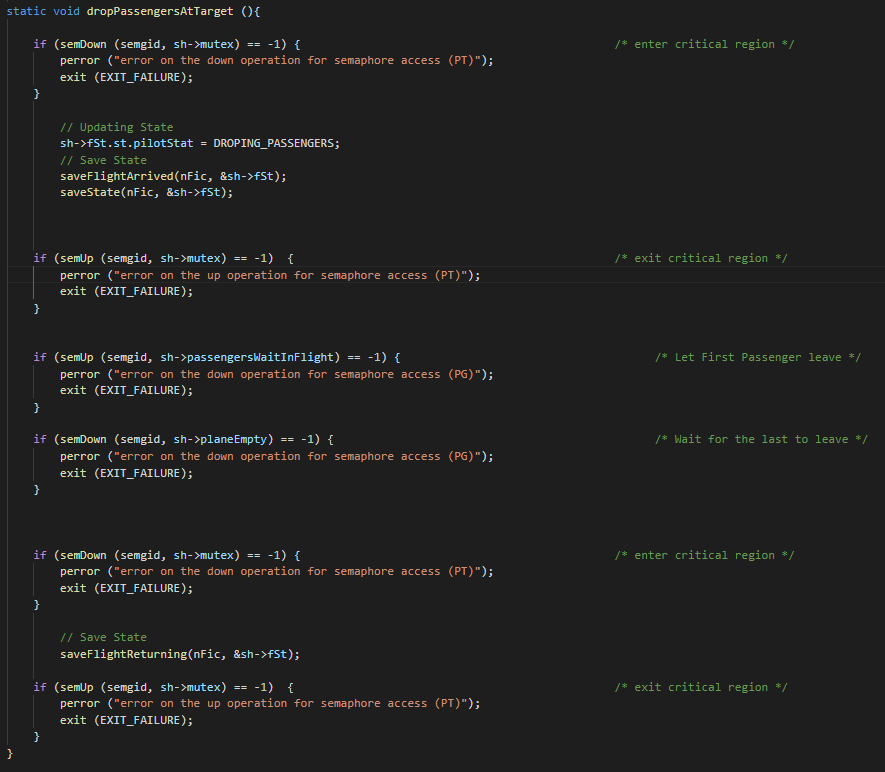 static void dropPassengersAtTarget (){
if (semDown (semgid, sh->mutex) == -1) { /* enter critical region */
perror ("error on the down operation for semaphore access (PT)");
exit (EXIT_FAILURE);
}
// Updating State
sh->fSt.st.pilotStat = DROPING_PASSENGERS;
// Save State
saveFlightArrived(nFic, &sh->fSt);
saveState(nFic, &sh->fSt);
if (semUp (semgid, sh->mutex) == -1) { /* exit critical region */
perror ("error on the up operation for semaphore access (PT)");
exit (EXIT_FAILURE);
}
if (semUp (semgid, sh->passengersWaitInFlight) == -1) { /* Let First Passenger leave */
perror ("error on the down operation for semaphore access (PG)");
exit (EXIT_FAILURE);
}
if (semDown (semgid, sh->planeEmpty) == -1) { /* Wait for the last to leave */
perror ("error on the down operation for semaphore access (PG)");
exit (EXIT_FAILURE);
}
if (semDown (semgid, sh->mutex) == -1) { /* enter critical region */
perror ("error on the down operation for semaphore access (PT)");
exit (EXIT_FAILURE);
}
// Save State
saveFlightReturning(nFic, &sh->fSt);
if (semUp (semgid, sh->mutex) == -1) { /* exit critical region */
perror ("error on the up operation for semaphore access (PT)");
exit (EXIT_FAILURE);
}
}